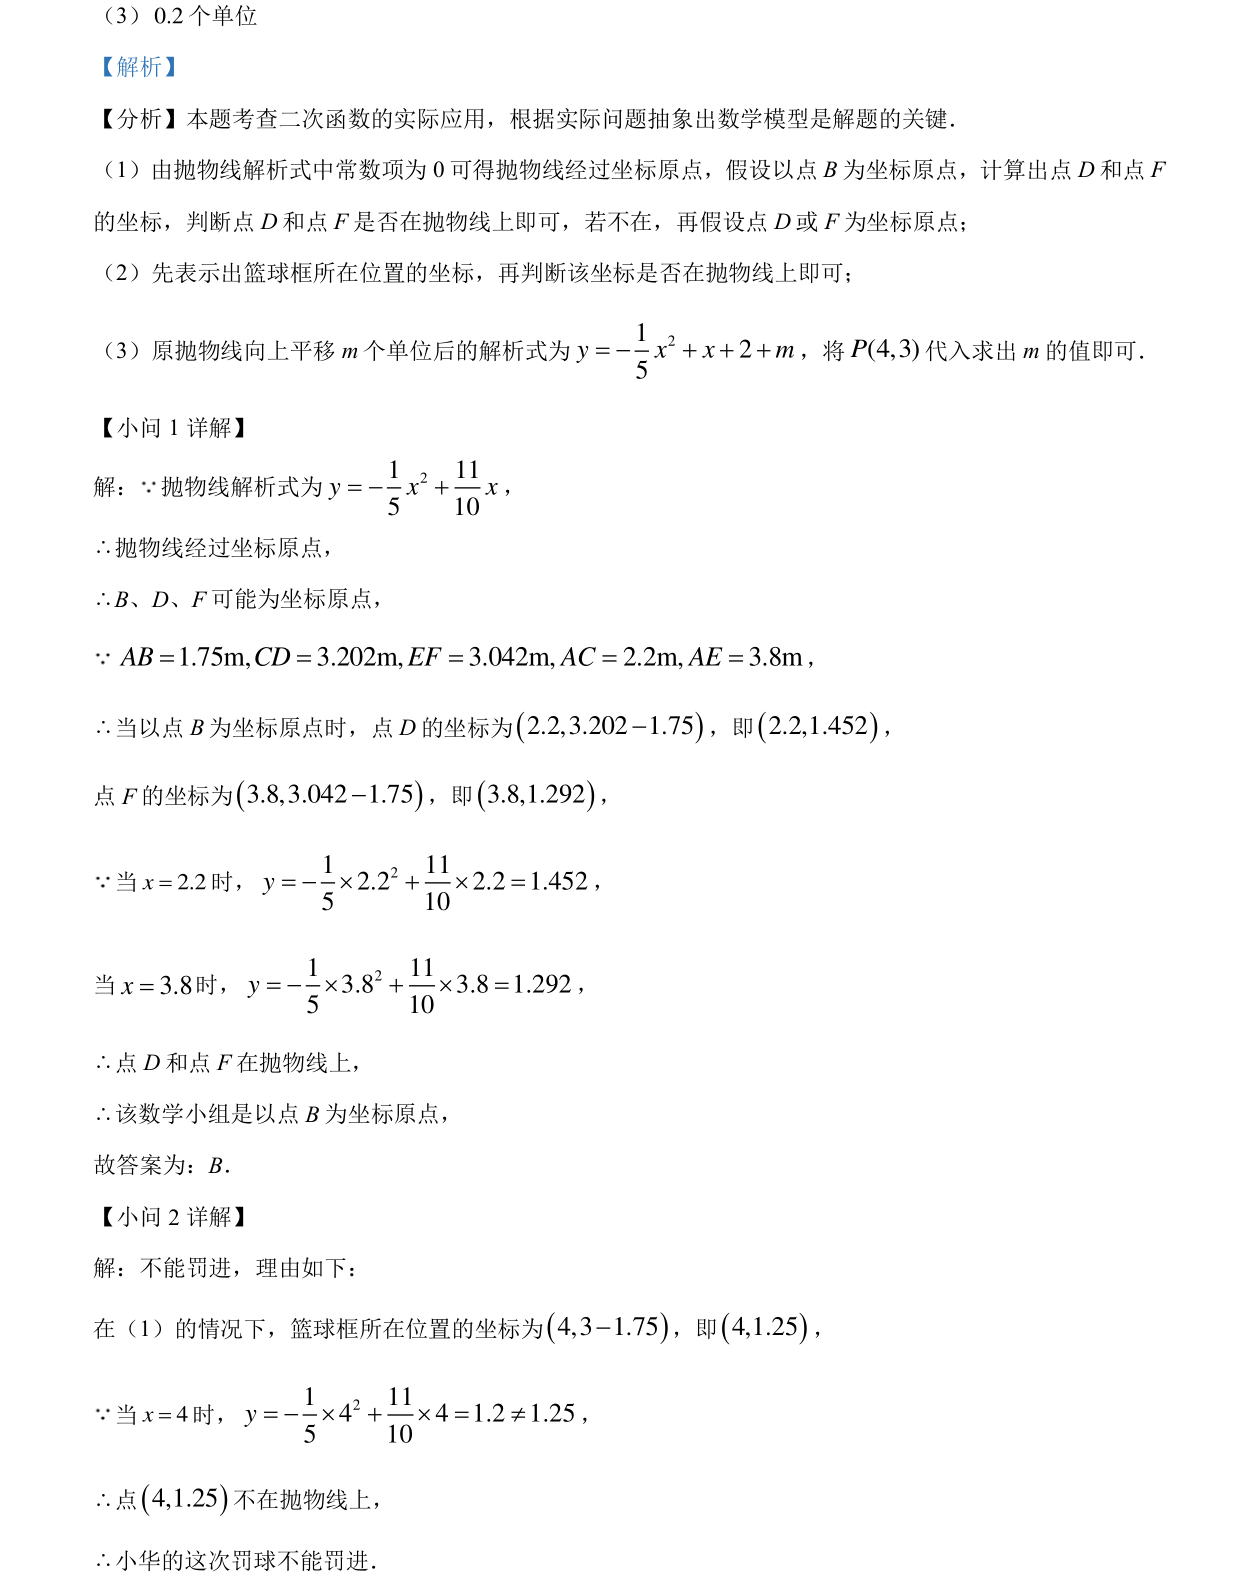 （3）0.2个单位
【解析】
【分析】本题考查二次函数的实际应用，根据实际问题抽象出数学模型是解题的关键．
（1）由抛物线解析式中常数项为0可得抛物线经过坐标原点，假设以点B为坐标原点，计算出点D和点F
的坐标，判断点D和点F是否在抛物线上即可，若不在，再假设点D或F为坐标原点；
（2）先表示出篮球框所在位置的坐标，再判断该坐标是否在抛物线上即可；
（3）原抛物线向上平移m个单位后的解析式为 y = −1/5 x² + x + 2 + m，将 P(4,3) 代入求出m的值即可．
【小问1详解】
解：∵抛物线解析式为 y = −1/5 x² + 11/10 x，
∴抛物线经过坐标原点，
∴B、D、F可能为坐标原点，
∵ AB = 1.75m, CD = 3.202m, EF = 3.042m, AC = 2.2m, AE = 3.8m，
∴当以点B为坐标原点时，点D的坐标为(2.2, 3.202−1.75)，即(2.2,1.452)，
点F的坐标为(3.8, 3.042−1.75)，即(3.8,1.292)，
∵当 x = 2.2 时， y = −1/5 × 2.2² + 11/10 × 2.2 = 1.452，
当 x = 3.8 时， y = −1/5 × 3.8² + 11/10 × 3.8 = 1.292，
∴点D和点F在抛物线上，
∴该数学小组是以点B为坐标原点，
故答案为：B．
【小问2详解】
解：不能罚进，理由如下：
在（1）的情况下，篮球框所在位置的坐标为(4, 3−1.75)，即(4,1.25)，
∵当 x = 4 时， y = −1/5 × 4² + 11/10 × 4 = 1.2 ≠ 1.25，
∴点(4,1.25)不在抛物线上，
∴小华的这次罚球不能罚进．